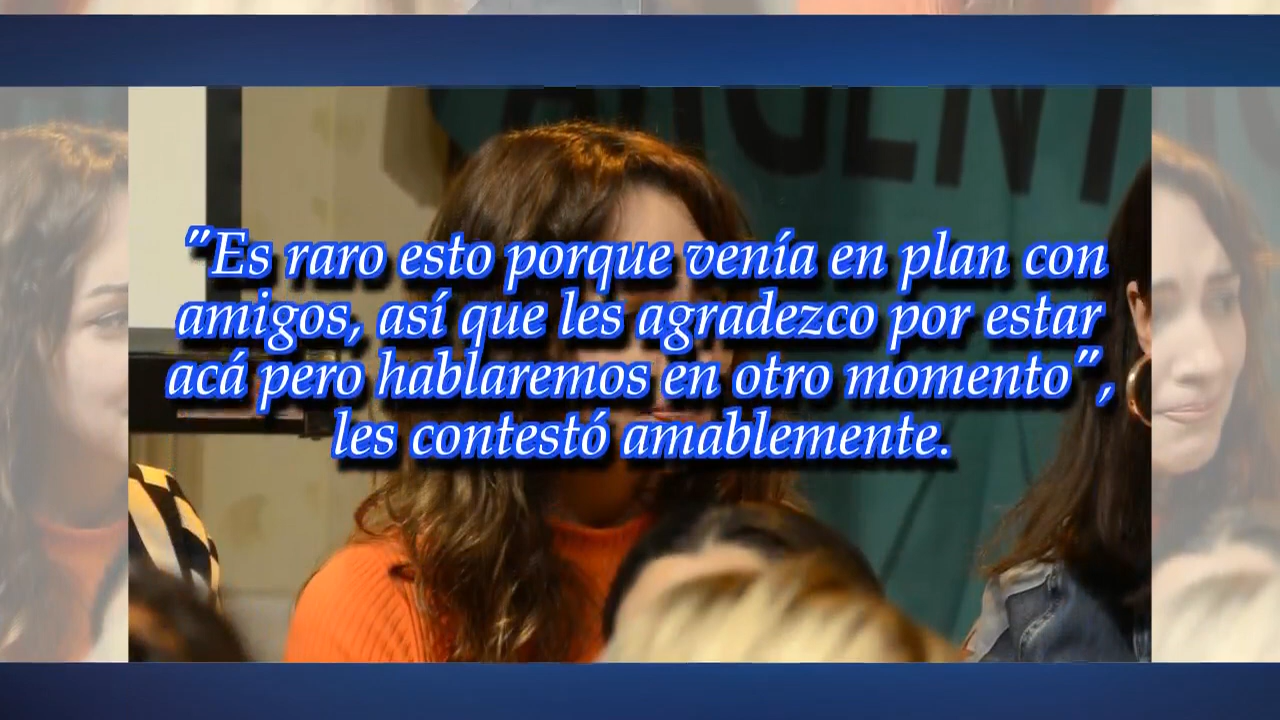 ARGENT
"Es raro esto porque venía en plan con
amigos, así que les agradezco por estar
acá pero hablaremos en otro momento",
les contestó amablemente.